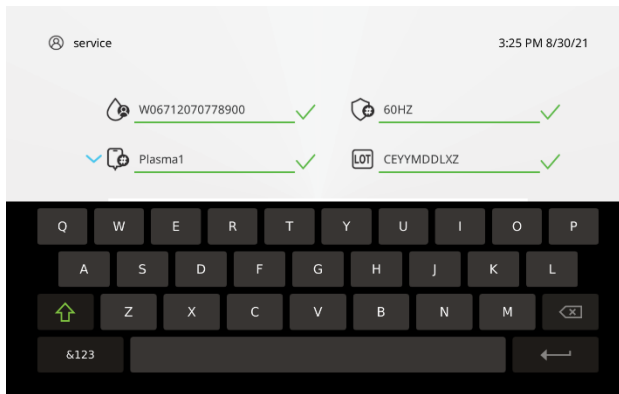 service 3:25 PM 8/30/21
W06712070778900 60HZ
Plasma1 LOT CEYYMDDLXZ
Q W E R T Y U I O P
A S D F G H J K L
Z X C V B N M
&123